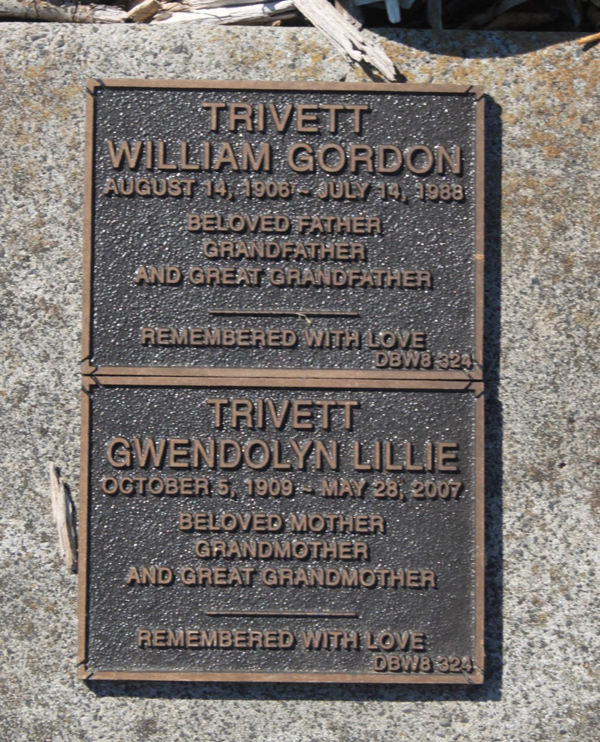 TRIVETT
WILLIAM GORDON
AUGUST 14, 1906 ~ JULY 14, 1988
BELOVED FATHER
GRANDFATHER
AND GREAT GRANDFATHER
REMEMBERED WITH LOVE
DBW8 324
TRIVETT
GWENDOLYN LILLIE
OCTOBER 5, 1909 ~ MAY 28, 2007
BELOVED MOTHER
GRANDMOTHER
AND GREAT GRANDMOTHER
REMEMBERED WITH LOVE
DBW8 324